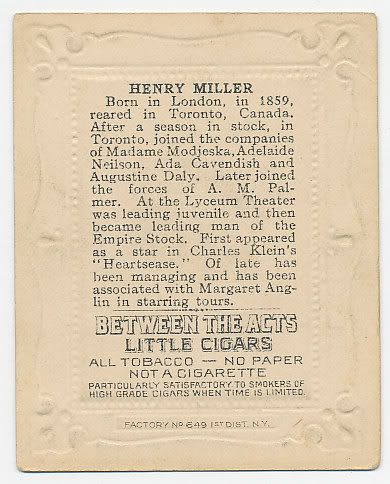 HENRY MILLER
Born in London, in 1859,
reared in Toronto, Canada.
After a season in stock, in
Toronto, joined the companies
of Madame Modjeska, Adelaide
Neilson, Ada Cavendish and
Augustine Daly. Later joined
the forces of A. M. Pal-
mer. At the Lyceum Theater
was leading juvenile and then
became leading man of the
Empire Stock. First appeared
as a star in Charles Klein's
"Heartsease." Of late has
been managing and has been
associated with Margaret Ang-
lin in starring tours.
BETWEEN THE ACTS
LITTLE CIGARS
ALL TOBACCO — NO PAPER
NOT A CIGARETTE
PARTICULARLY SATISFACTORY TO SMOKERS OF
HIGH GRADE CIGARS WHEN TIME IS LIMITED.
FACTORY No 649 1ST DIST. N.Y.